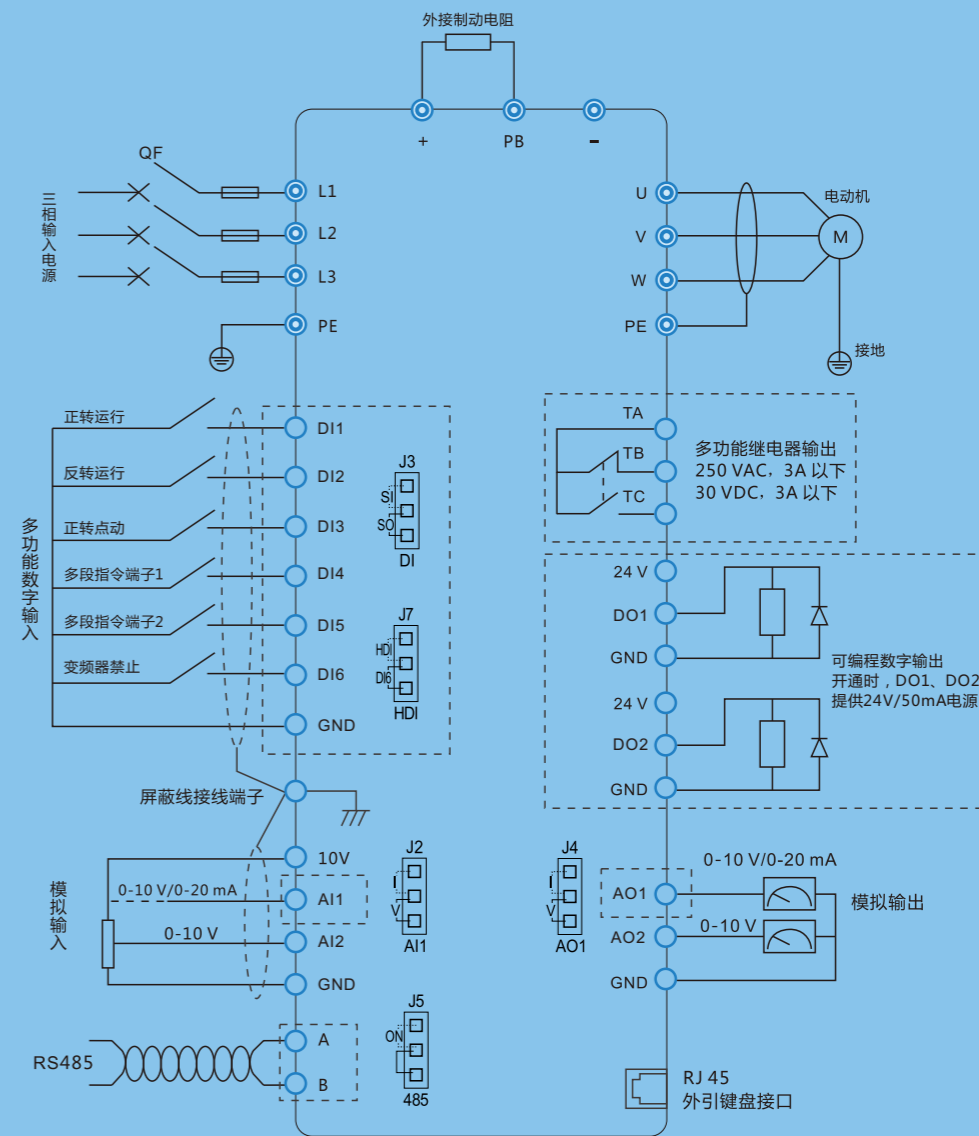 外接制动电阻
+
PB
-
QF
三相输入电源
L1
L2
L3
PE
U
V
W
PE
电动机
M
接地
多功能数字输入
正转运行
反转运行
正转点动
多段指令端子1
多段指令端子2
变频器禁止
DI1
DI2
DI3
DI4
DI5
DI6
GND
J3
SI
SO
DI
J7
HDI
DI6
HDI
TA
TB
TC
多功能继电器输出
250 VAC, 3A 以下
30 VDC, 3A 以下
24 V
DO1
GND
24 V
DO2
GND
可编程数字输出
开通时，DO1、DO2
提供24V/50mA电源
屏蔽线接线端子
模拟输入
0-10 V/0-20 mA
0-10 V
10V
AI1
AI2
GND
J2
I
V
AI1
J4
I
V
AO1
AO1
AO2
GND
0-10 V/0-20 mA
0-10 V
模拟输出
RS485
A
B
J5
ON
485
RJ 45
外引键盘接口